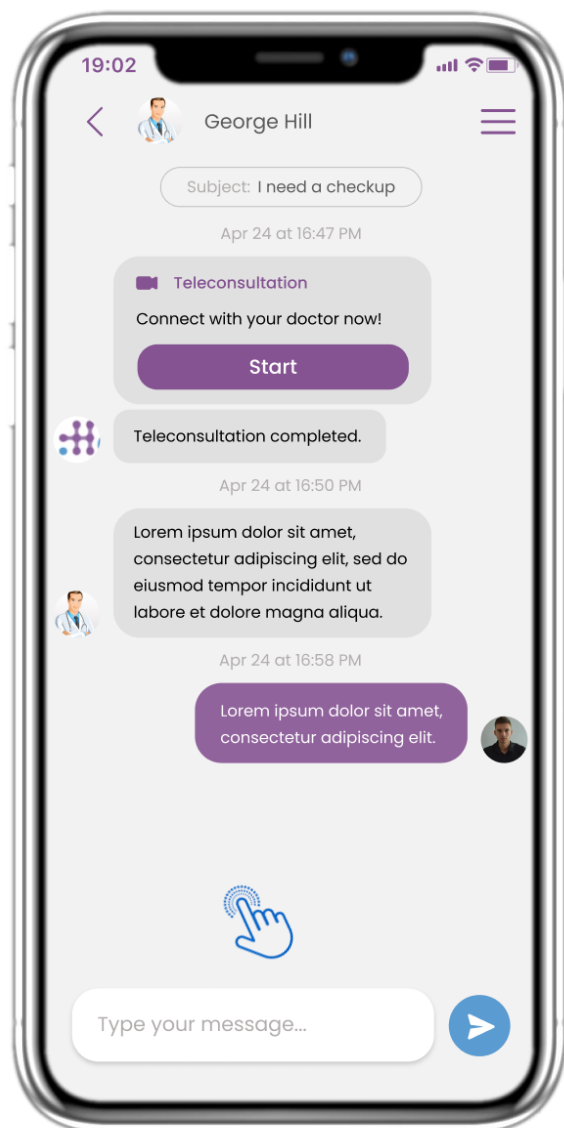 19:02
George Hill
Subject: I need a checkup
Apr 24 at 16:47 PM
Teleconsultation
Connect with your doctor now!
Start
Teleconsultation completed.
Apr 24 at 16:50 PM
Lorem ipsum dolor sit amet,
consectetur adipiscing elit, sed do
eiusmod tempor incididunt ut
labore et dolore magna aliqua.
Apr 24 at 16:58 PM
Lorem ipsum dolor sit amet,
consectetur adipiscing elit.
Type your message...